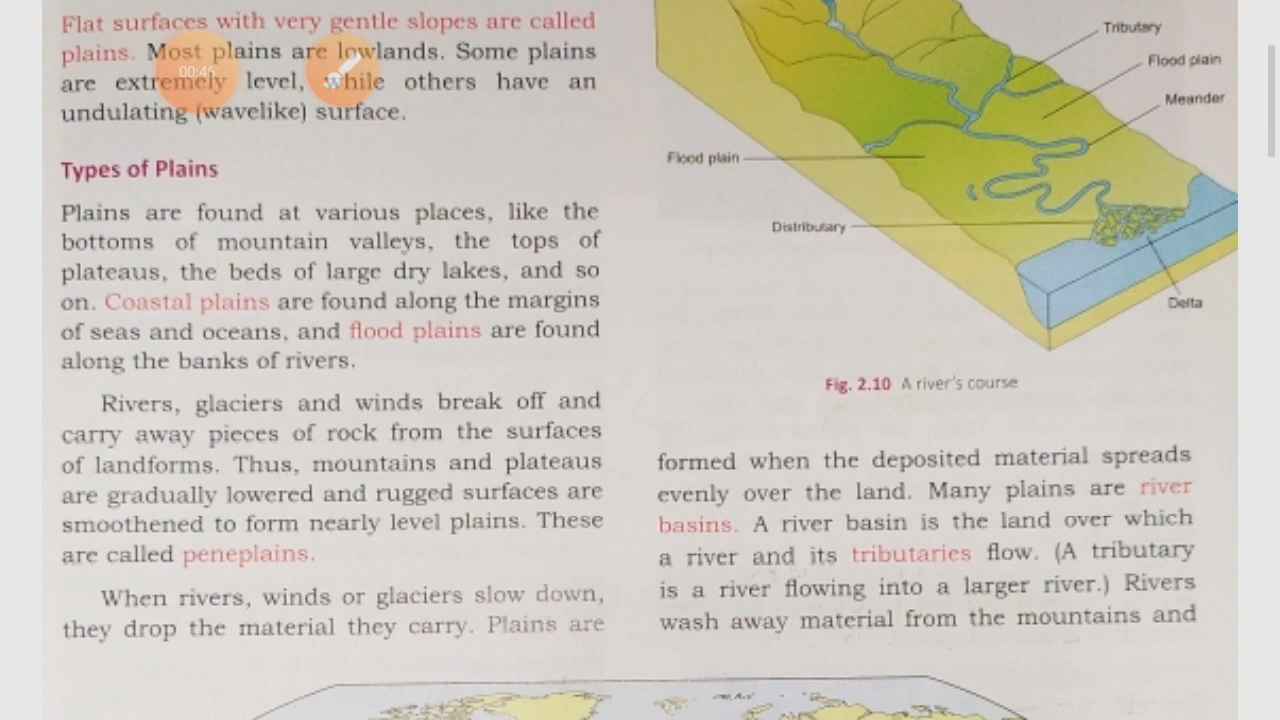 Flat surfaces with very gentle slopes are called
plains. Most plains are lowlands. Some plains
are extremely level, while others have an
undulating (wavelike) surface.
00:45
Types of Plains
Plains are found at various places, like the
bottoms of mountain valleys, the tops of
plateaus, the beds of large dry lakes, and so
on. Coastal plains are found along the margins
of seas and oceans, and flood plains are found
along the banks of rivers.
Rivers, glaciers and winds break off and
carry away pieces of rock from the surfaces
of landforms. Thus, mountains and plateaus
are gradually lowered and rugged surfaces are
smoothened to form nearly level plains. These
are called peneplains.
When rivers, winds or glaciers slow down,
they drop the material they carry. Plains are
Tributary
Flood plain
Meander
Flood plain
Distributary
Delta
Fig. 2.10 A river's course
formed when the deposited material spreads
evenly over the land. Many plains are river
basins. A river basin is the land over which
a river and its tributaries flow. (A tributary
is a river flowing into a larger river.) Rivers
wash away material from the mountains and